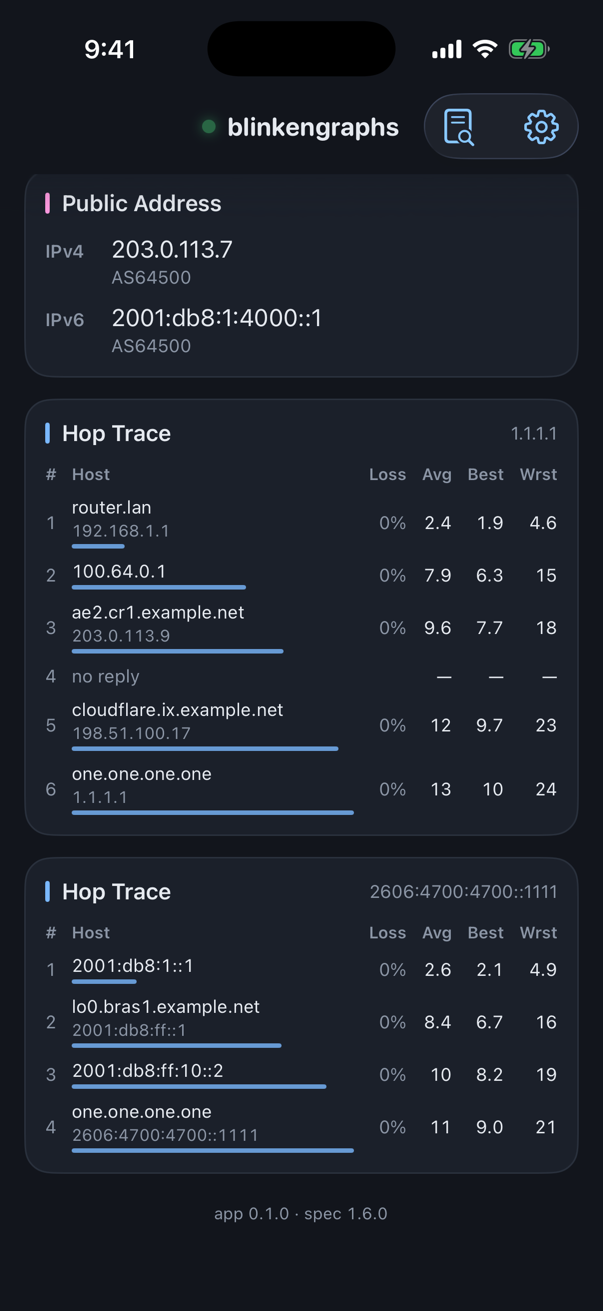 9:41
blinkengraphs
Public Address
IPv4 203.0.113.7
AS64500
IPv6 2001:db8:1:4000::1
AS64500
Hop Trace 1.1.1.1
# Host Loss Avg Best Wrst
router.lan
1 192.168.1.1 0% 2.4 1.9 4.6
2 100.64.0.1 0% 7.9 6.3 15
ae2.cr1.example.net
3 203.0.113.9 0% 9.6 7.7 18
4 no reply — — —
cloudflare.ix.example.net
5 198.51.100.17 0% 12 9.7 23
one.one.one.one
6 1.1.1.1 0% 13 10 24
Hop Trace 2606:4700:4700::1111
# Host Loss Avg Best Wrst
1 2001:db8:1::1 0% 2.6 2.1 4.9
lo0.bras1.example.net
2 2001:db8:ff::1 0% 8.4 6.7 16
3 2001:db8:ff:10::2 0% 10 8.2 19
one.one.one.one
4 2606:4700:4700::1111 0% 11 9.0 21
app 0.1.0 · spec 1.6.0